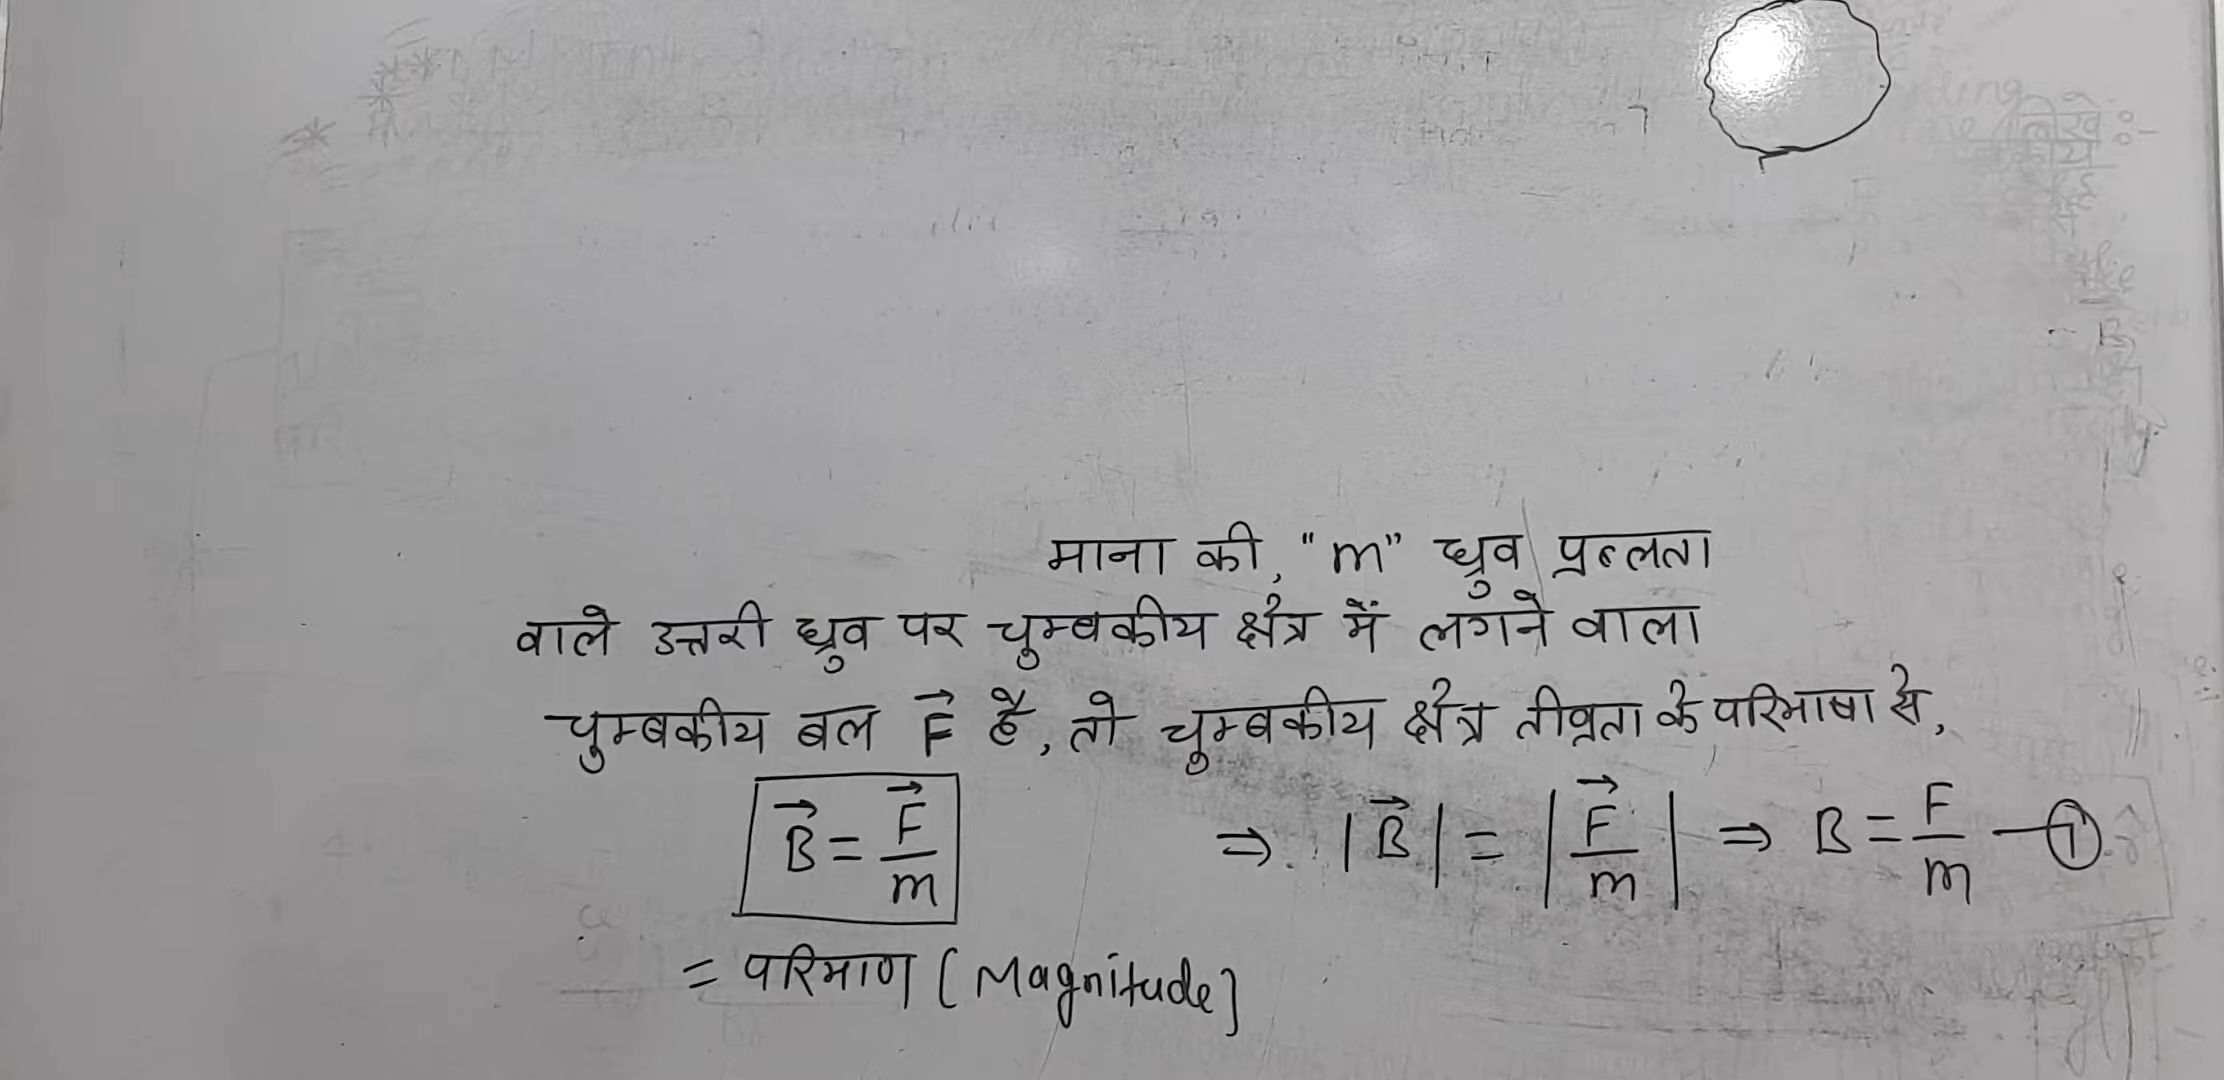 माना की, "m" ध्रुव प्रबलता
वाले उत्तरी ध्रुव पर चुम्बकीय क्षेत्र में लगने वाला
चुम्बकीय बल F⃗ है, तो चुम्बकीय क्षेत्र तीव्रता के परिभाषा से,
B⃗ = F⃗/m ⇒ |B⃗| = |F⃗/m| ⇒ B = F/m —①
= परिमाण (Magnitude)